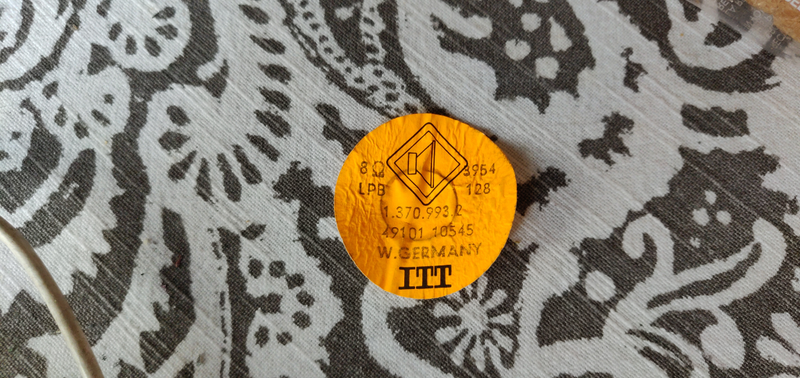 8 Ω 3954
LPB 128
1.370.993.2
49101 10545
W.GERMANY
ITT